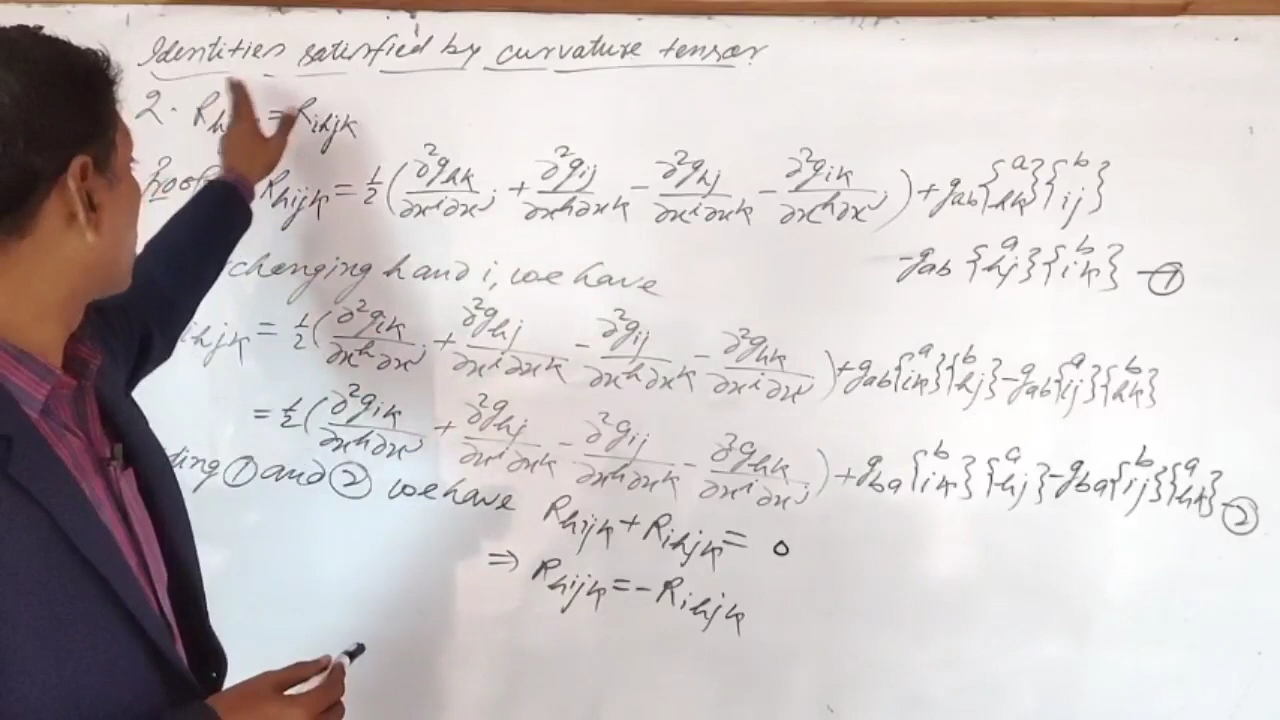 Identities satisfied by curvature tensor
2. R_h = R_ihjk
Proof R_hijk = 1/2 (∂²g_hk/∂x^i∂x^j + ∂²g_ij/∂x^h∂x^k − ∂²g_hj/∂x^i∂x^k − ∂²g_ik/∂x^h∂x^j) + g_ab {a hk}{b ij}
−g_ab {a hj}{b ik} −①
changing h and i, we have
ihjk = 1/2 (∂²g_ik/∂x^h∂x^j + ∂²g_hj/∂x^i∂x^k − ∂²g_ij/∂x^h∂x^k − ∂²g_hk/∂x^i∂x^j) + g_ab {a ik}{b hj} − g_ab {a ij}{b hk}
= 1/2 (∂²g_ik/∂x^h∂x^j + ∂²g_hj/∂x^i∂x^k − ∂²g_ij/∂x^h∂x^k − ∂²g_hk/∂x^i∂x^j) + g_ba {b ik}{a hj} − g_ba {b ij}{a hk} −②
ding ① and ② we have R_hijk + R_ihjk = 0
⇒ R_hijk = − R_ihjk